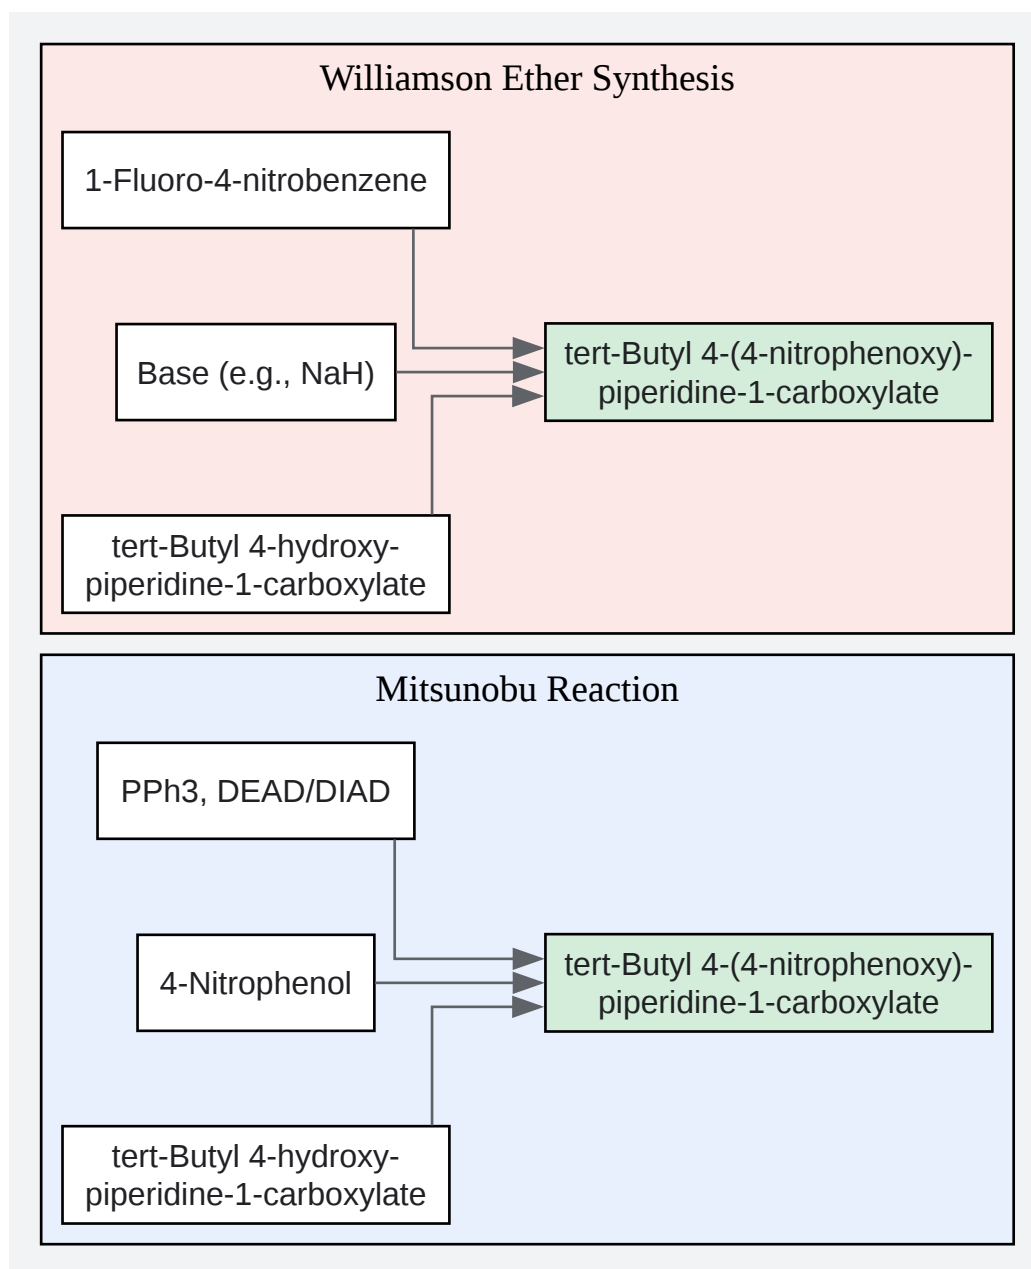 Williamson Ether Synthesis
1-Fluoro-4-nitrobenzene
Base (e.g., NaH)
tert-Butyl 4-(4-nitrophenoxy)-
piperidine-1-carboxylate
tert-Butyl 4-hydroxy-
piperidine-1-carboxylate
Mitsunobu Reaction
PPh3, DEAD/DIAD
4-Nitrophenol
tert-Butyl 4-(4-nitrophenoxy)-
piperidine-1-carboxylate
tert-Butyl 4-hydroxy-
piperidine-1-carboxylate